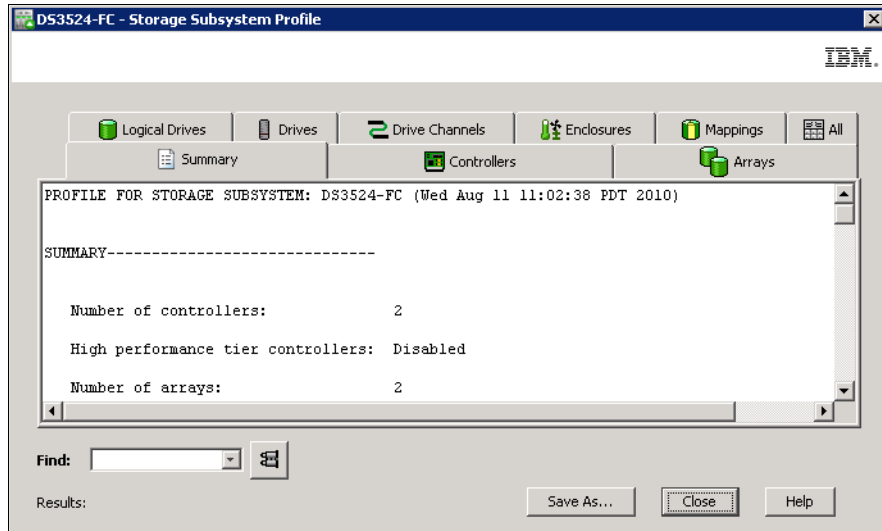 DS3524-FC - Storage Subsystem Profile
IBM.
Logical Drives
Drives
Drive Channels
Enclosures
Mappings
All
Summary
Controllers
Arrays
PROFILE FOR STORAGE SUBSYSTEM: DS3524-FC (Wed Aug 11 11:02:38 PDT 2010)
SUMMARY------------------------------
Number of controllers: 2
High performance tier controllers: Disabled
Number of arrays: 2
Find:
Results:
Save As...
Close
Help